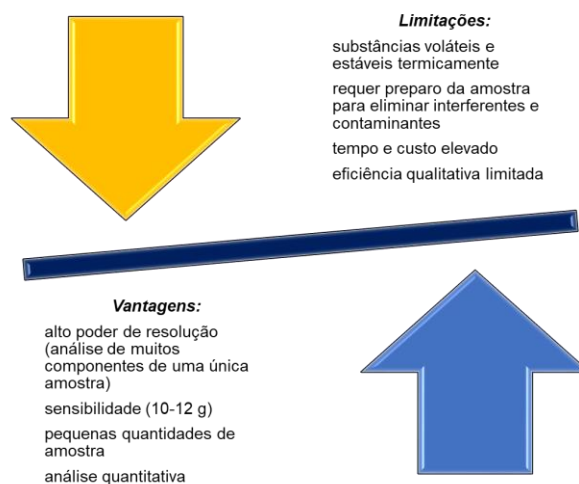 Limitações:
substâncias voláteis e
estáveis termicamente
requer preparo da amostra
para eliminar interferentes e
contaminantes
tempo e custo elevado
eficiência qualitativa limitada
Vantagens:
alto poder de resolução
(análise de muitos
componentes de uma única
amostra)
sensibilidade (10-12 g)
pequenas quantidades de
amostra
análise quantitativa